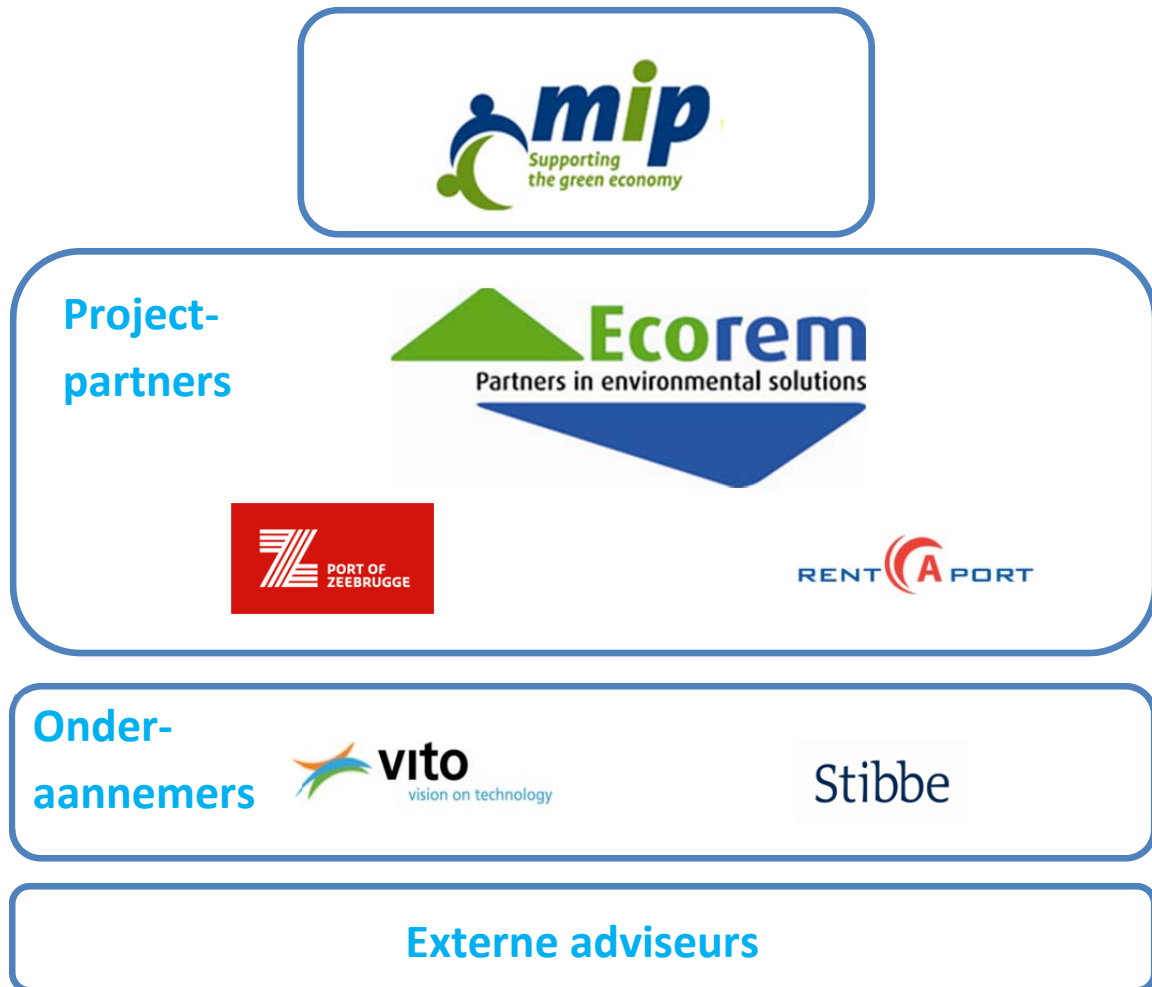 mip
Supporting
the green economy
Project-
partners
Ecorem
Partners in environmental solutions
PORT OF
ZEEBRUGGE
RENT A PORT
Onder-
aannemers
vito
vision on technology
Stibbe
Externe adviseurs